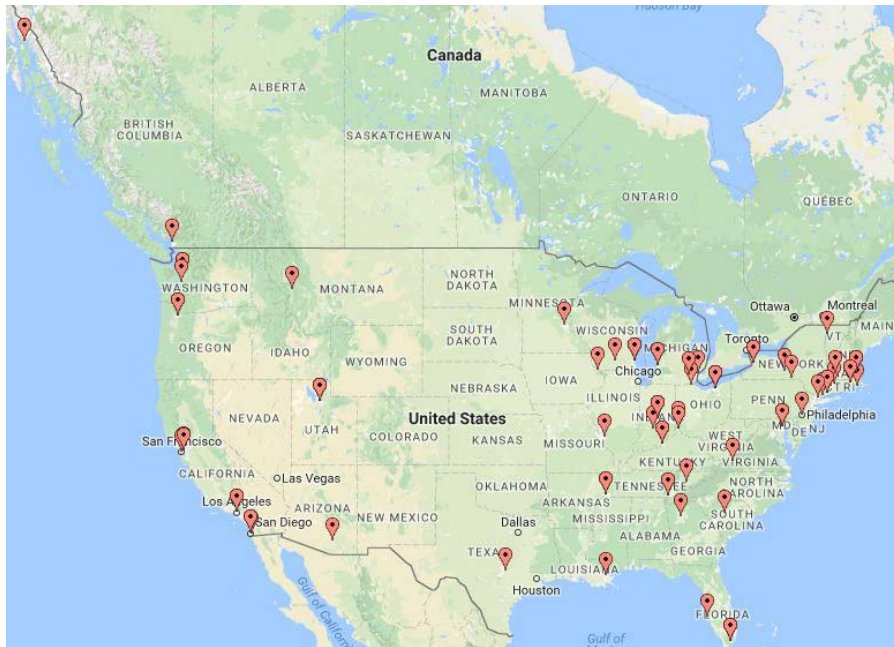 Hudson Bay
Canada
ALBERTA
MANITOBA
BRITISH
COLUMBIA
SASKATCHEWAN
ONTARIO
QUÉBEC
WASHINGTON
MONTANA
NORTH
DAKOTA
MINNESOTA
Ottawa
Montreal
VT
MAIN
OREGON
IDAHO
SOUTH
DAKOTA
WISCONSIN
MICHIGAN
Toronto
NEW YORK
WYOMING
IOWA
Chicago
NEBRASKA
ILLINOIS
OHIO
PENN
CT RI
NEVADA
UTAH
United States
COLORADO
KANSAS
MISSOURI
INDIANA
Philadelphia
MD
DE
NJ
WEST
VIRGINIA
VIRGINIA
San Francisco
CALIFORNIA
Las Vegas
KENTUCKY
OKLAHOMA
TENNESSEE
NORTH
CAROLINA
Los Angeles
ARIZONA
NEW MEXICO
ARKANSAS
MISSISSIPPI
SOUTH
CAROLINA
San Diego
Dallas
ALABAMA
GEORGIA
TEXAS
LOUISIANA
Houston
Gulf of California
FLORIDA
Gulf of